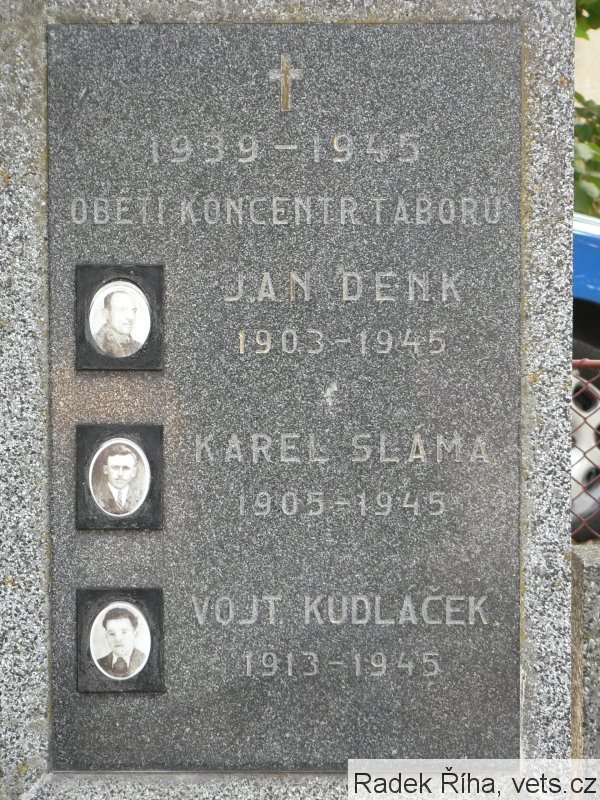 1939-1945
OBĚTI KONCENTR. TÁBORŮ
JAN DENK
1903-1945
KAREL SLÁMA
1905-1945
VOJT. KUDLÁČEK.
1913-1945
Radek Říha, vets.cz